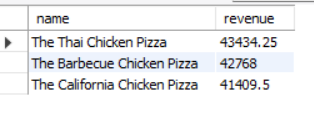 name revenue
The Thai Chicken Pizza 43434.25
The Barbecue Chicken Pizza 42768
The California Chicken Pizza 41409.5